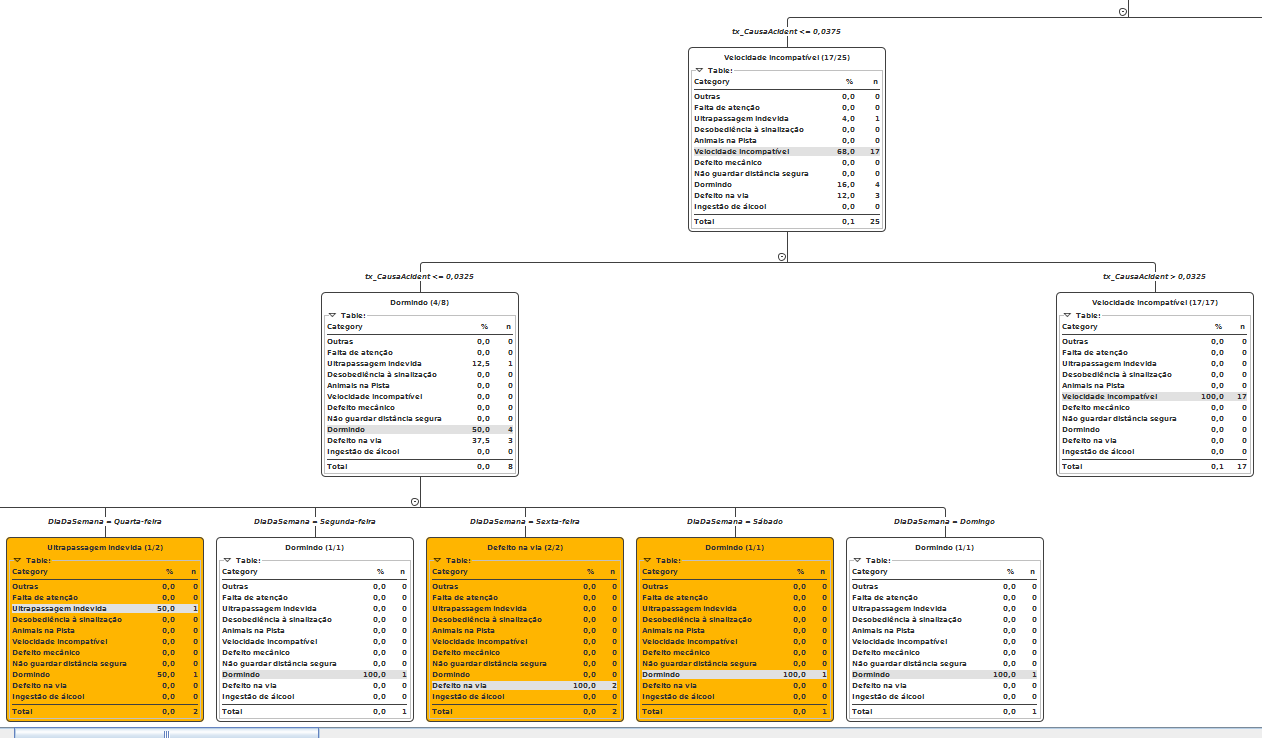 tx_CausaAcident <= 0,0375
Velocidade Incompatível (17/25)
Table:
Category % n
Outras 0,0 0
Falta de atenção 0,0 0
Ultrapassagem Indevida 4,0 1
Desobediência à sinalização 0,0 0
Animais na Pista 0,0 0
Velocidade Incompatível 68,0 17
Defeito mecânico 0,0 0
Não guardar distância segura 0,0 0
Dormindo 16,0 4
Defeito na via 12,0 3
Ingestão de álcool 0,0 0
Total 0,1 25
tx_CausaAcident <= 0,0325
Dormindo (4/8)
Table:
Category % n
Outras 0,0 0
Falta de atenção 0,0 0
Ultrapassagem Indevida 12,5 1
Desobediência à sinalização 0,0 0
Animais na Pista 0,0 0
Velocidade Incompatível 0,0 0
Defeito mecânico 0,0 0
Não guardar distância segura 0,0 0
Dormindo 50,0 4
Defeito na via 37,5 3
Ingestão de álcool 0,0 0
Total 0,0 8
tx_CausaAcident > 0,0325
Velocidade Incompatível (17/17)
Table:
Category % n
Outras 0,0 0
Falta de atenção 0,0 0
Ultrapassagem Indevida 0,0 0
Desobediência à sinalização 0,0 0
Animais na Pista 0,0 0
Velocidade Incompatível 100,0 17
Defeito mecânico 0,0 0
Não guardar distância segura 0,0 0
Dormindo 0,0 0
Defeito na via 0,0 0
Ingestão de álcool 0,0 0
Total 0,1 17
DiaDaSemana = Quarta-feira
Ultrapassagem Indevida (1/2)
Table:
Category % n
Outras 0,0 0
Falta de atenção 0,0 0
Ultrapassagem Indevida 50,0 1
Desobediência à sinalização 0,0 0
Animais na Pista 0,0 0
Velocidade Incompatível 0,0 0
Defeito mecânico 0,0 0
Não guardar distância segura 0,0 0
Dormindo 50,0 1
Defeito na via 0,0 0
Ingestão de álcool 0,0 0
Total 0,0 2
DiaDaSemana = Segunda-feira
Dormindo (1/1)
Table:
Category % n
Outras 0,0 0
Falta de atenção 0,0 0
Ultrapassagem Indevida 0,0 0
Desobediência à sinalização 0,0 0
Animais na Pista 0,0 0
Velocidade Incompatível 0,0 0
Defeito mecânico 0,0 0
Não guardar distância segura 0,0 0
Dormindo 100,0 1
Defeito na via 0,0 0
Ingestão de álcool 0,0 0
Total 0,0 1
DiaDaSemana = Sexta-feira
Defeito na via (2/2)
Table:
Category % n
Outras 0,0 0
Falta de atenção 0,0 0
Ultrapassagem Indevida 0,0 0
Desobediência à sinalização 0,0 0
Animais na Pista 0,0 0
Velocidade Incompatível 0,0 0
Defeito mecânico 0,0 0
Não guardar distância segura 0,0 0
Dormindo 0,0 0
Defeito na via 100,0 2
Ingestão de álcool 0,0 0
Total 0,0 2
DiaDaSemana = Sábado
Dormindo (1/1)
Table:
Category % n
Outras 0,0 0
Falta de atenção 0,0 0
Ultrapassagem Indevida 0,0 0
Desobediência à sinalização 0,0 0
Animais na Pista 0,0 0
Velocidade Incompatível 0,0 0
Defeito mecânico 0,0 0
Não guardar distância segura 0,0 0
Dormindo 100,0 1
Defeito na via 0,0 0
Ingestão de álcool 0,0 0
Total 0,0 1
DiaDaSemana = Domingo
Dormindo (1/1)
Table:
Category % n
Outras 0,0 0
Falta de atenção 0,0 0
Ultrapassagem Indevida 0,0 0
Desobediência à sinalização 0,0 0
Animais na Pista 0,0 0
Velocidade Incompatível 0,0 0
Defeito mecânico 0,0 0
Não guardar distância segura 0,0 0
Dormindo 100,0 1
Defeito na via 0,0 0
Ingestão de álcool 0,0 0
Total 0,0 1